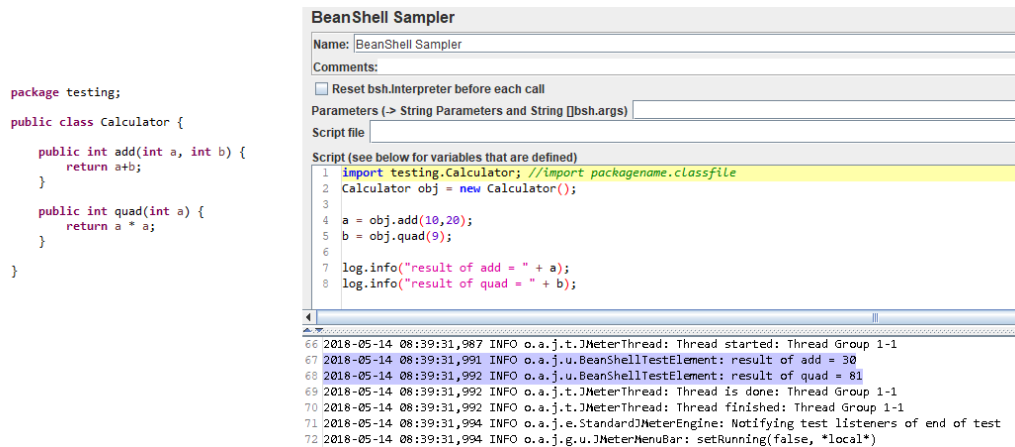 package testing;
public class Calculator {
public int add(int a, int b) {
return a+b;
}
public int quad(int a) {
return a * a;
}
}
BeanShell Sampler
Name: BeanShell Sampler
Comments:
Reset bsh.Interpreter before each call
Parameters (-> String Parameters and String []bsh.args)
Script file
Script (see below for variables that are defined)
1 import testing.Calculator; //import packagename.classfile
2 Calculator obj = new Calculator();
3
4 a = obj.add(10,20);
5 b = obj.quad(9);
6
7 log.info("result of add = " + a);
8 log.info("result of quad = " + b);
66 2018-05-14 08:39:31,987 INFO o.a.j.t.JMeterThread: Thread started: Thread Group 1-1
67 2018-05-14 08:39:31,991 INFO o.a.j.u.BeanShellTestElement: result of add = 30
68 2018-05-14 08:39:31,992 INFO o.a.j.u.BeanShellTestElement: result of quad = 81
69 2018-05-14 08:39:31,992 INFO o.a.j.t.JMeterThread: Thread is done: Thread Group 1-1
70 2018-05-14 08:39:31,992 INFO o.a.j.t.JMeterThread: Thread finished: Thread Group 1-1
71 2018-05-14 08:39:31,994 INFO o.a.j.e.StandardJMeterEngine: Notifying test listeners of end of test
72 2018-05-14 08:39:31,994 INFO o.a.j.g.u.JMeterMenuBar: setRunning(false, *local*)